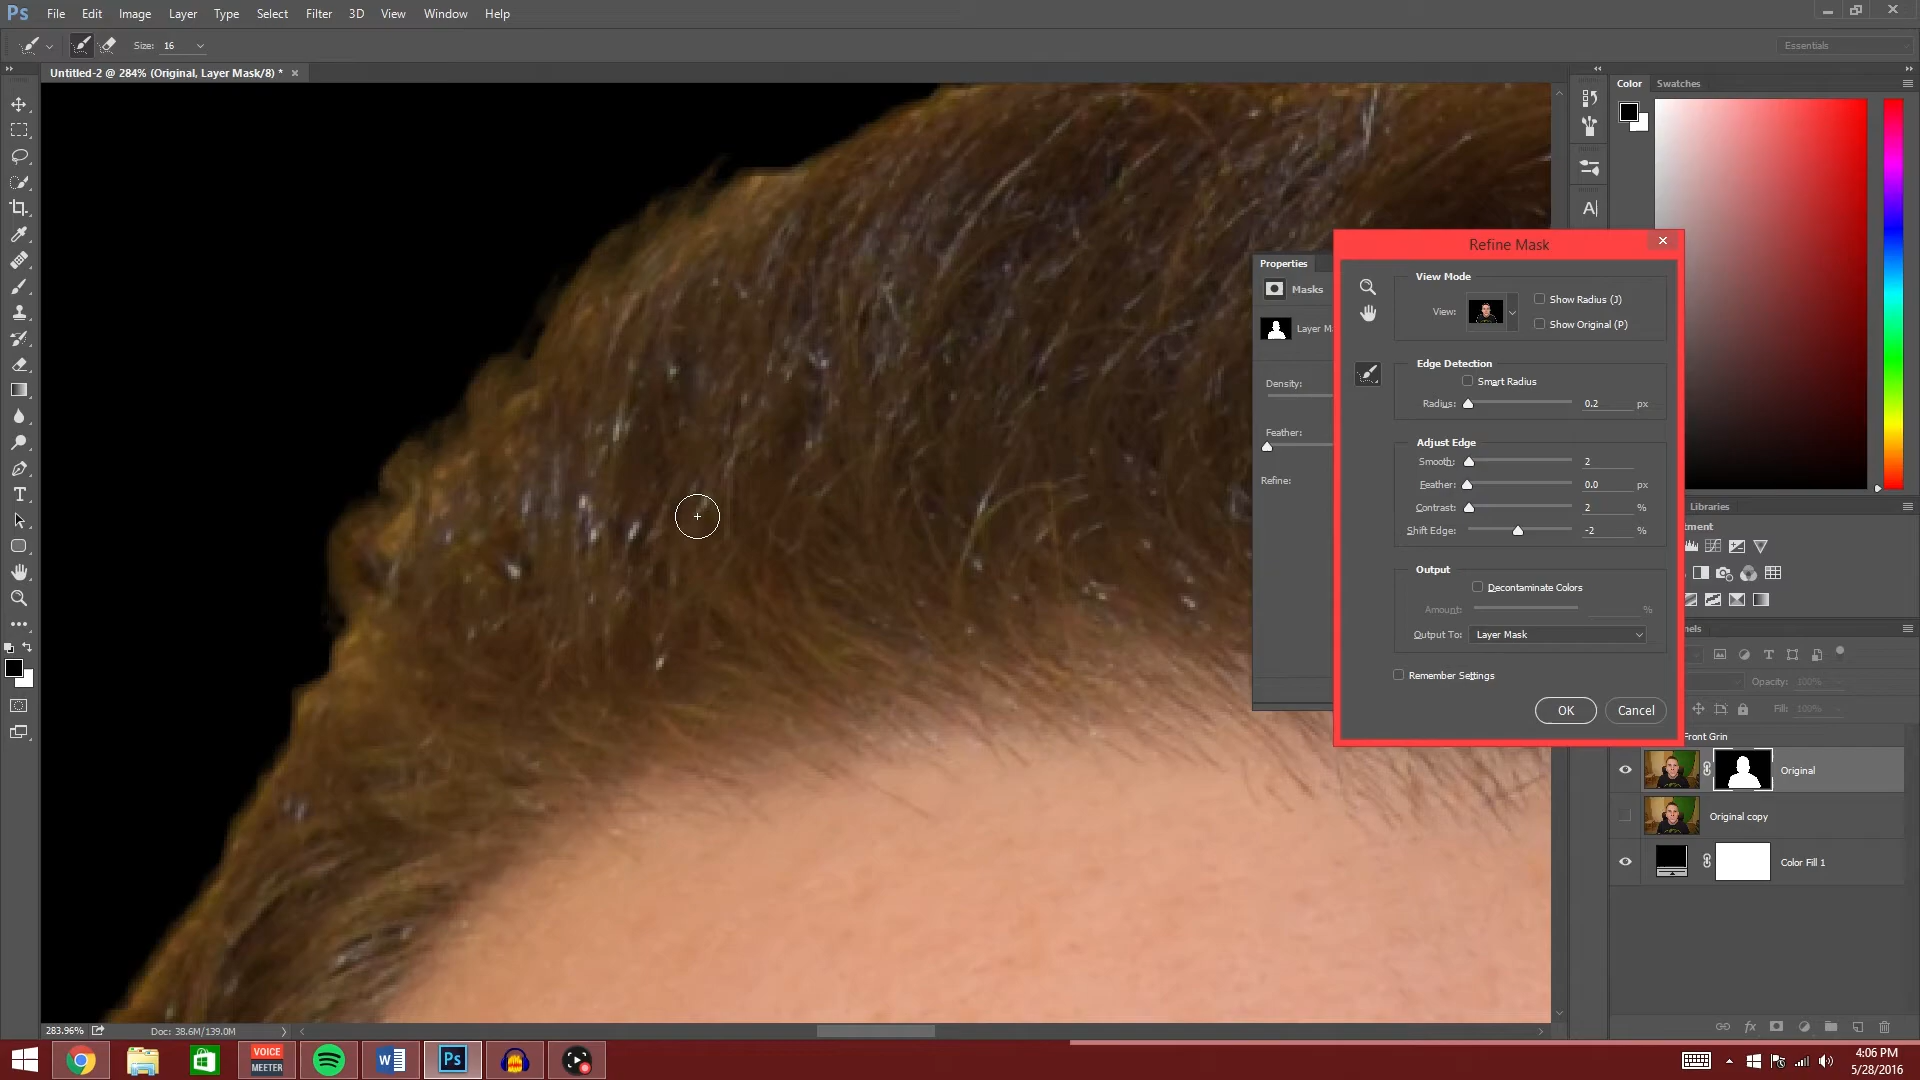 Ps File Edit Image Layer Type Select Filter 3D View Window Help
Size: 16
Essentials
Untitled-2 @ 284% (Original, Layer Mask/8) *
Color Swatches
Refine Mask
Properties
Masks
Layer M
Density:
Feather:
Refine:
View Mode
View:
Show Radius (J)
Show Original (P)
Edge Detection
Smart Radius
Radius: 0.2 px
Adjust Edge
Smooth: 2
Feather: 0.0 px
Contrast: 2 %
Shift Edge: -2 %
Output
Decontaminate Colors
Amount: %
Output To: Layer Mask
Remember Settings
OK Cancel
Libraries
tment
nels
Opacity: 100%
Fill: 100%
Front Grin
Original
Original copy
Color Fill 1
283.96% Doc: 38.6M/139.0M
VOICE
MEETER
Ps
4:06 PM
5/28/2016